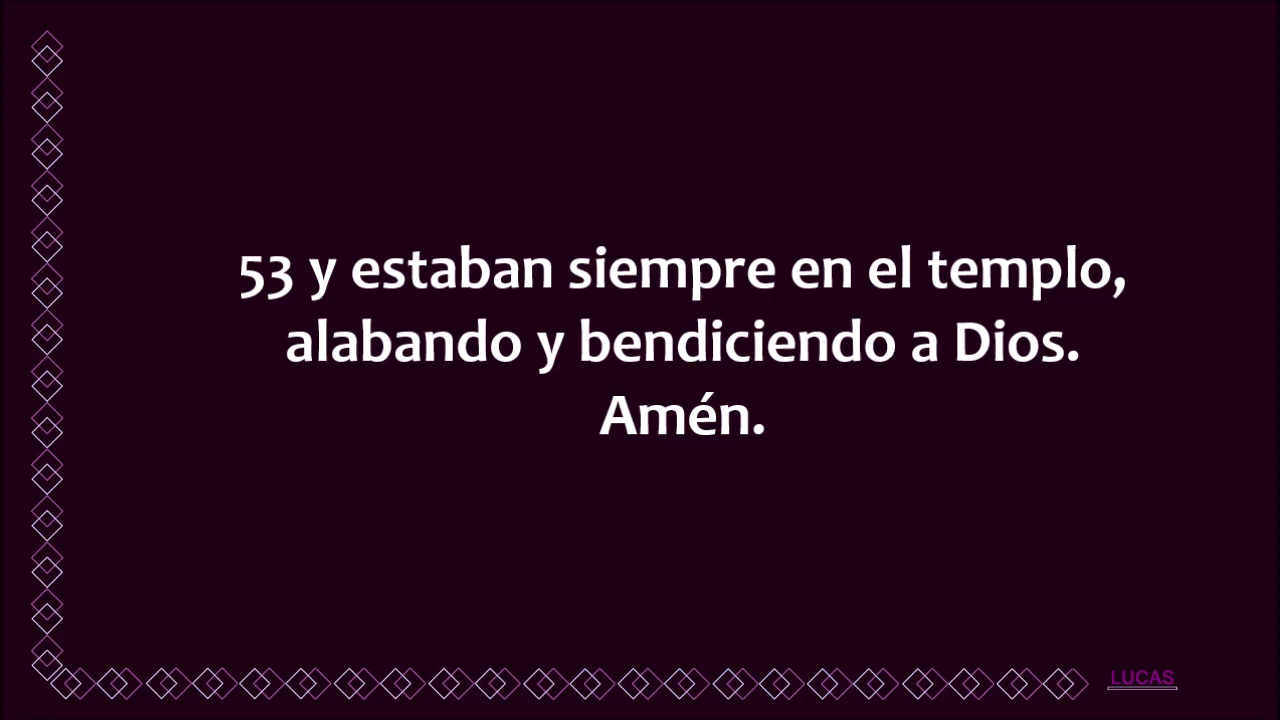 53 y estaban siempre en el templo,
alabando y bendiciendo a Dios.
Amén.
LUCAS